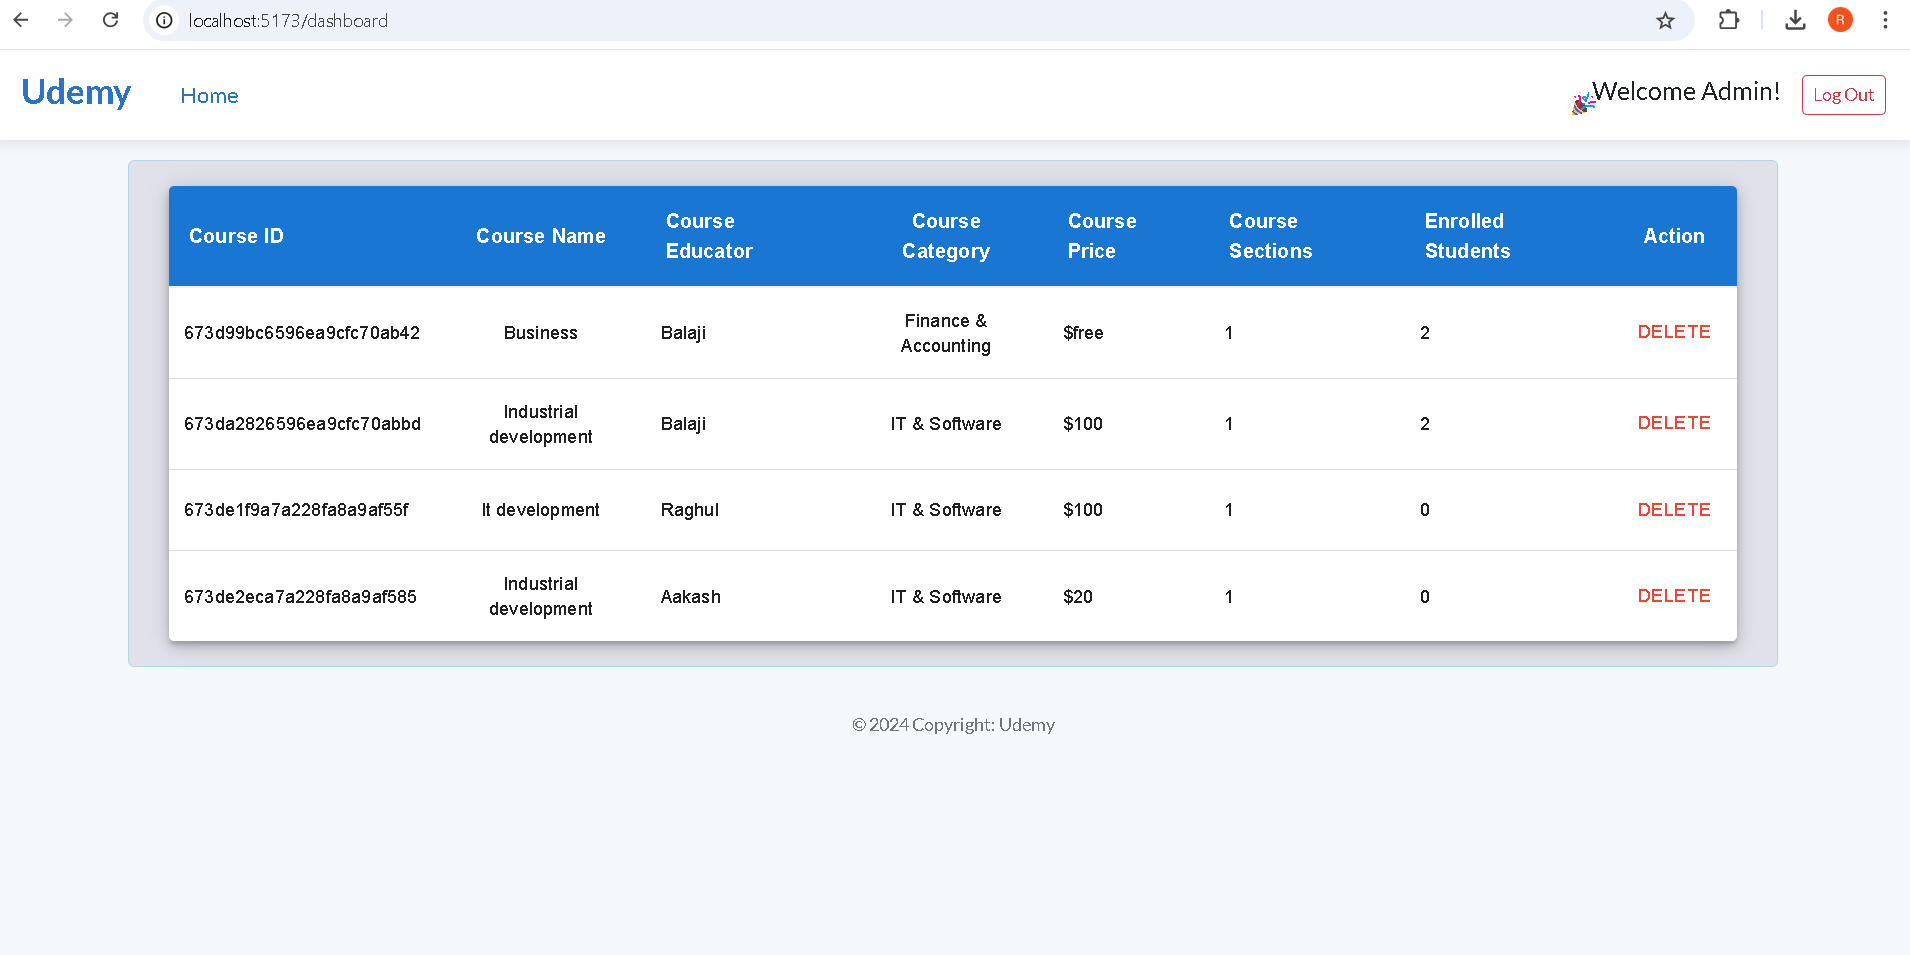 localhost:5173/dashboard
Udemy Home Welcome Admin! Log Out
Course ID Course Name Course Educator Course Category Course Price Course Sections Enrolled Students Action
673d99bc6596ea9cfc70ab42 Business Balaji Finance & Accounting $free 1 2 DELETE
673da2826596ea9cfc70abbd Industrial development Balaji IT & Software $100 1 2 DELETE
673de1f9a7a228fa8a9af55f It development Raghul IT & Software $100 1 0 DELETE
673de2eca7a228fa8a9af585 Industrial development Aakash IT & Software $20 1 0 DELETE
© 2024 Copyright: Udemy
R